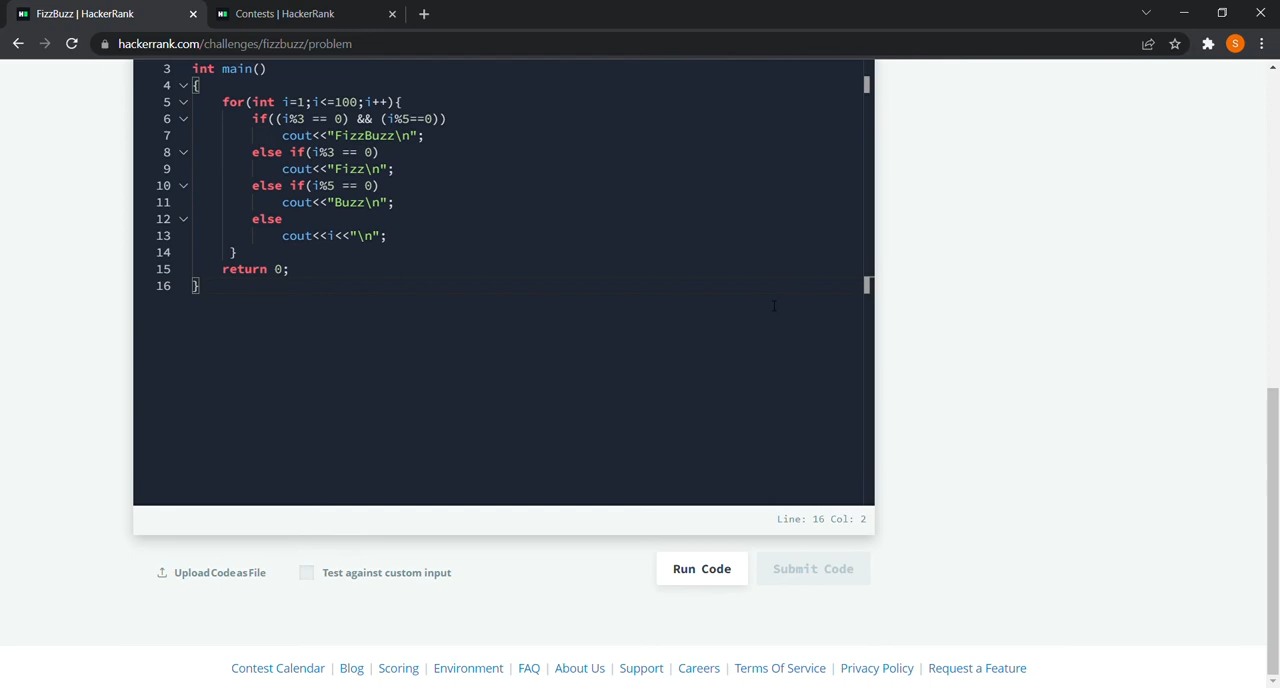 FizzBuzz | HackerRank
Contests | HackerRank
hackerrank.com/challenges/fizzbuzz/problem
S
3 int main()
4 {
5 for(int i=1;i<=100;i++){
6 if((i%3 == 0) && (i%5==0))
7 cout<<"FizzBuzz\n";
8 else if(i%3 == 0)
9 cout<<"Fizz\n";
10 else if(i%5 == 0)
11 cout<<"Buzz\n";
12 else
13 cout<<i<<"\n";
14 }
15 return 0;
16 }
Line: 16 Col: 2
Upload Code as File
Test against custom input
Run Code
Submit Code
Contest Calendar | Blog | Scoring | Environment | FAQ | About Us | Support | Careers | Terms Of Service | Privacy Policy | Request a Feature